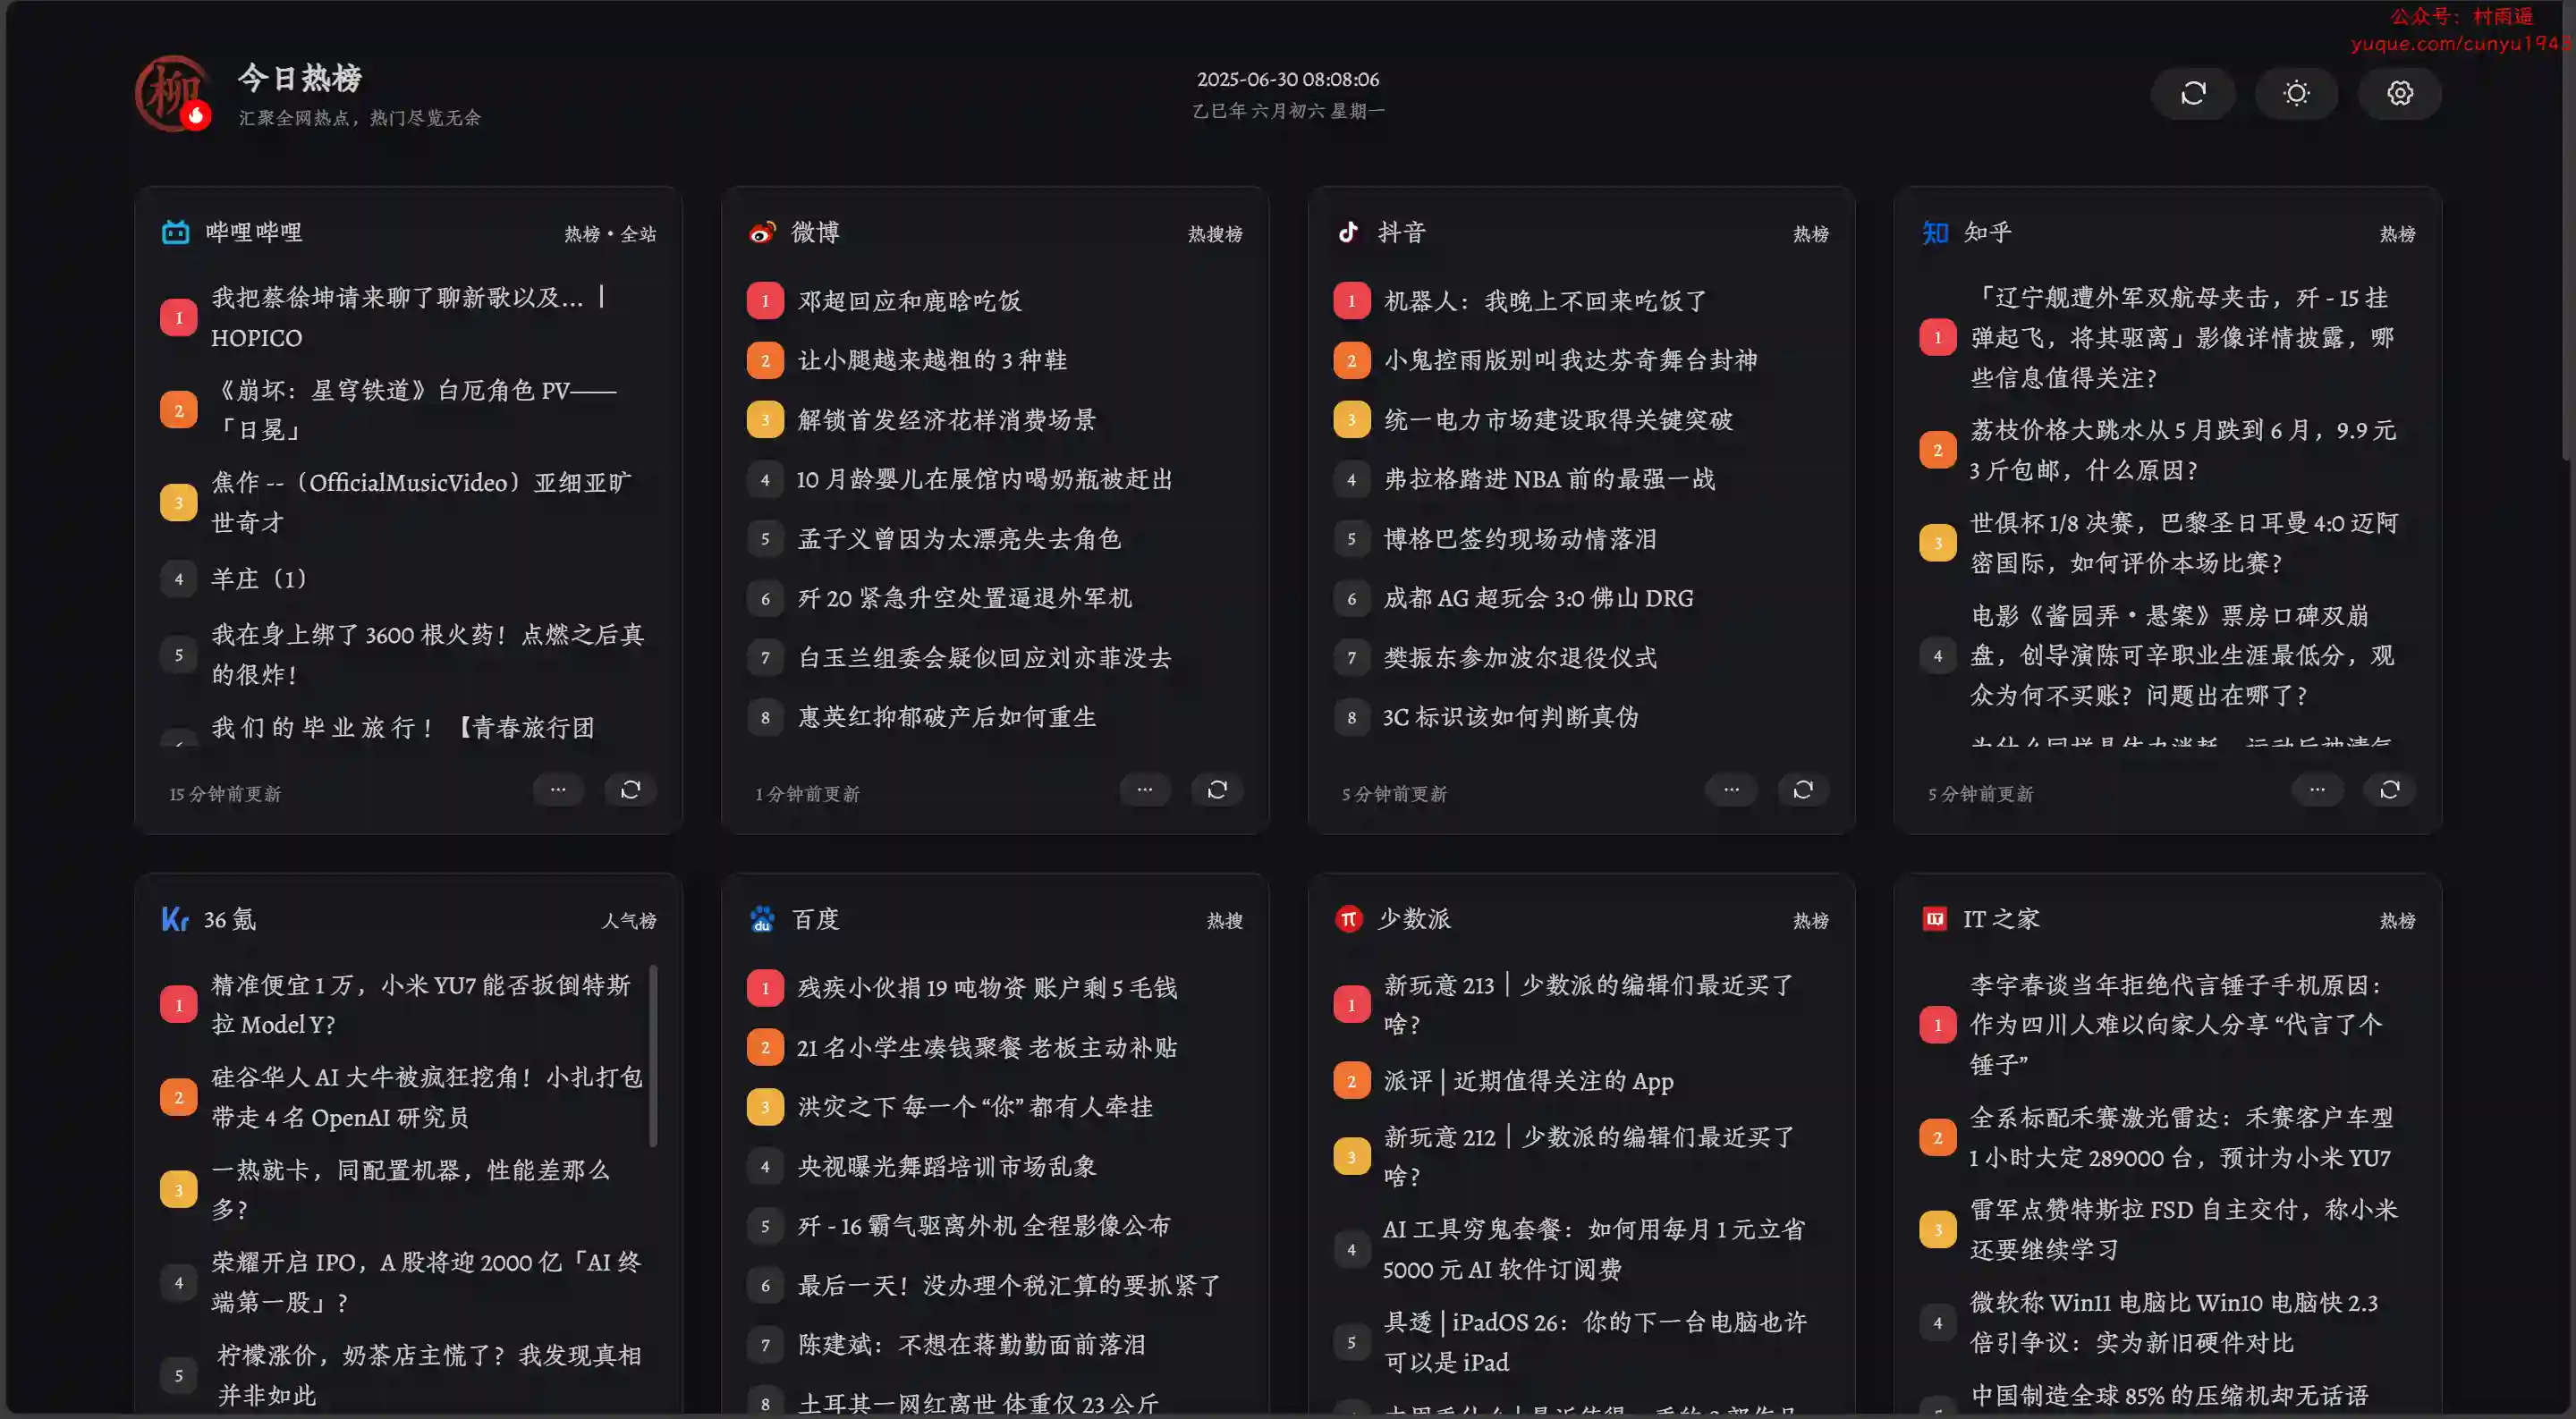 公众号：村雨遥
yuque.com/cunyu1943
今日热榜
汇聚全网热点，热门尽览无余
2025-06-30 08:08:06
乙巳年 六月初六 星期一
哔哩哔哩
热榜・全站
1
我把蔡徐坤请来聊了聊新歌以及...｜
HOPICO
2
《崩坏：星穹铁道》白厄角色 PV——
「日冕」
3
焦作 --（OfficialMusicVideo）亚细亚旷
世奇才
4
羊庄（1）
5
我在身上绑了 3600 根火药！点燃之后真
的很炸！
我 们 的 毕 业 旅 行 ！【青春旅行团
15 分钟前更新
微博
热搜榜
1
邓超回应和鹿晗吃饭
2
让小腿越来越粗的 3 种鞋
3
解锁首发经济花样消费场景
4
10 月龄婴儿在展馆内喝奶瓶被赶出
5
孟子义曾因为太漂亮失去角色
6
歼 20 紧急升空处置逼退外军机
7
白玉兰组委会疑似回应刘亦菲没去
8
惠英红抑郁破产后如何重生
1 分钟前更新
抖音
热榜
1
机器人：我晚上不回来吃饭了
2
小鬼控雨版别叫我达芬奇舞台封神
3
统一电力市场建设取得关键突破
4
弗拉格踏进 NBA 前的最强一战
5
博格巴签约现场动情落泪
6
成都 AG 超玩会 3:0 佛山 DRG
7
樊振东参加波尔退役仪式
8
3C 标识该如何判断真伪
5 分钟前更新
知乎
热榜
1
「辽宁舰遭外军双航母夹击，歼 - 15 挂
弹起飞，将其驱离」影像详情披露，哪
些信息值得关注？
2
荔枝价格大跳水从 5 月跌到 6 月，9.9 元
3 斤包邮，什么原因？
3
世俱杯 1/8 决赛，巴黎圣日耳曼 4:0 迈阿
密国际，如何评价本场比赛？
4
电影《酱园弄・悬案》票房口碑双崩
盘，创导演陈可辛职业生涯最低分，观
众为何不买账？问题出在哪了？
5 分钟前更新
36 氪
人气榜
1
精准便宜 1 万，小米 YU7 能否扳倒特斯
拉 Model Y？
2
硅谷华人 AI 大牛被疯狂挖角！小扎打包
带走 4 名 OpenAI 研究员
3
一热就卡，同配置机器，性能差那么
多？
4
荣耀开启 IPO，A 股将迎 2000 亿「AI 终
端第一股」？
5
柠檬涨价，奶茶店主慌了？我发现真相
并非如此
百度
热搜
1
残疾小伙捐 19 吨物资 账户剩 5 毛钱
2
21 名小学生凑钱聚餐 老板主动补贴
3
洪灾之下 每一个 “你” 都有人牵挂
4
央视曝光舞蹈培训市场乱象
5
歼 - 16 霸气驱离外机 全程影像公布
6
最后一天！没办理个税汇算的要抓紧了
7
陈建斌：不想在蒋勤勤面前落泪
8
土耳其一网红离世 体重仅 23 公斤
少数派
热榜
1
新玩意 213｜少数派的编辑们最近买了
啥？
2
派评 | 近期值得关注的 App
3
新玩意 212｜少数派的编辑们最近买了
啥？
4
AI 工具穷鬼套餐：如何用每月 1 元立省
5000 元 AI 软件订阅费
5
具透 | iPadOS 26：你的下一台电脑也许
可以是 iPad
IT 之家
热榜
1
李宇春谈当年拒绝代言锤子手机原因：
作为四川人难以向家人分享 “代言了个
锤子”
2
全系标配禾赛激光雷达：禾赛客户车型
1 小时大定 289000 台，预计为小米 YU7
3
雷军点赞特斯拉 FSD 自主交付，称小米
还要继续学习
4
微软称 Win11 电脑比 Win10 电脑快 2.3
倍引争议：实为新旧硬件对比
中国制造全球 85% 的压缩机却无话语